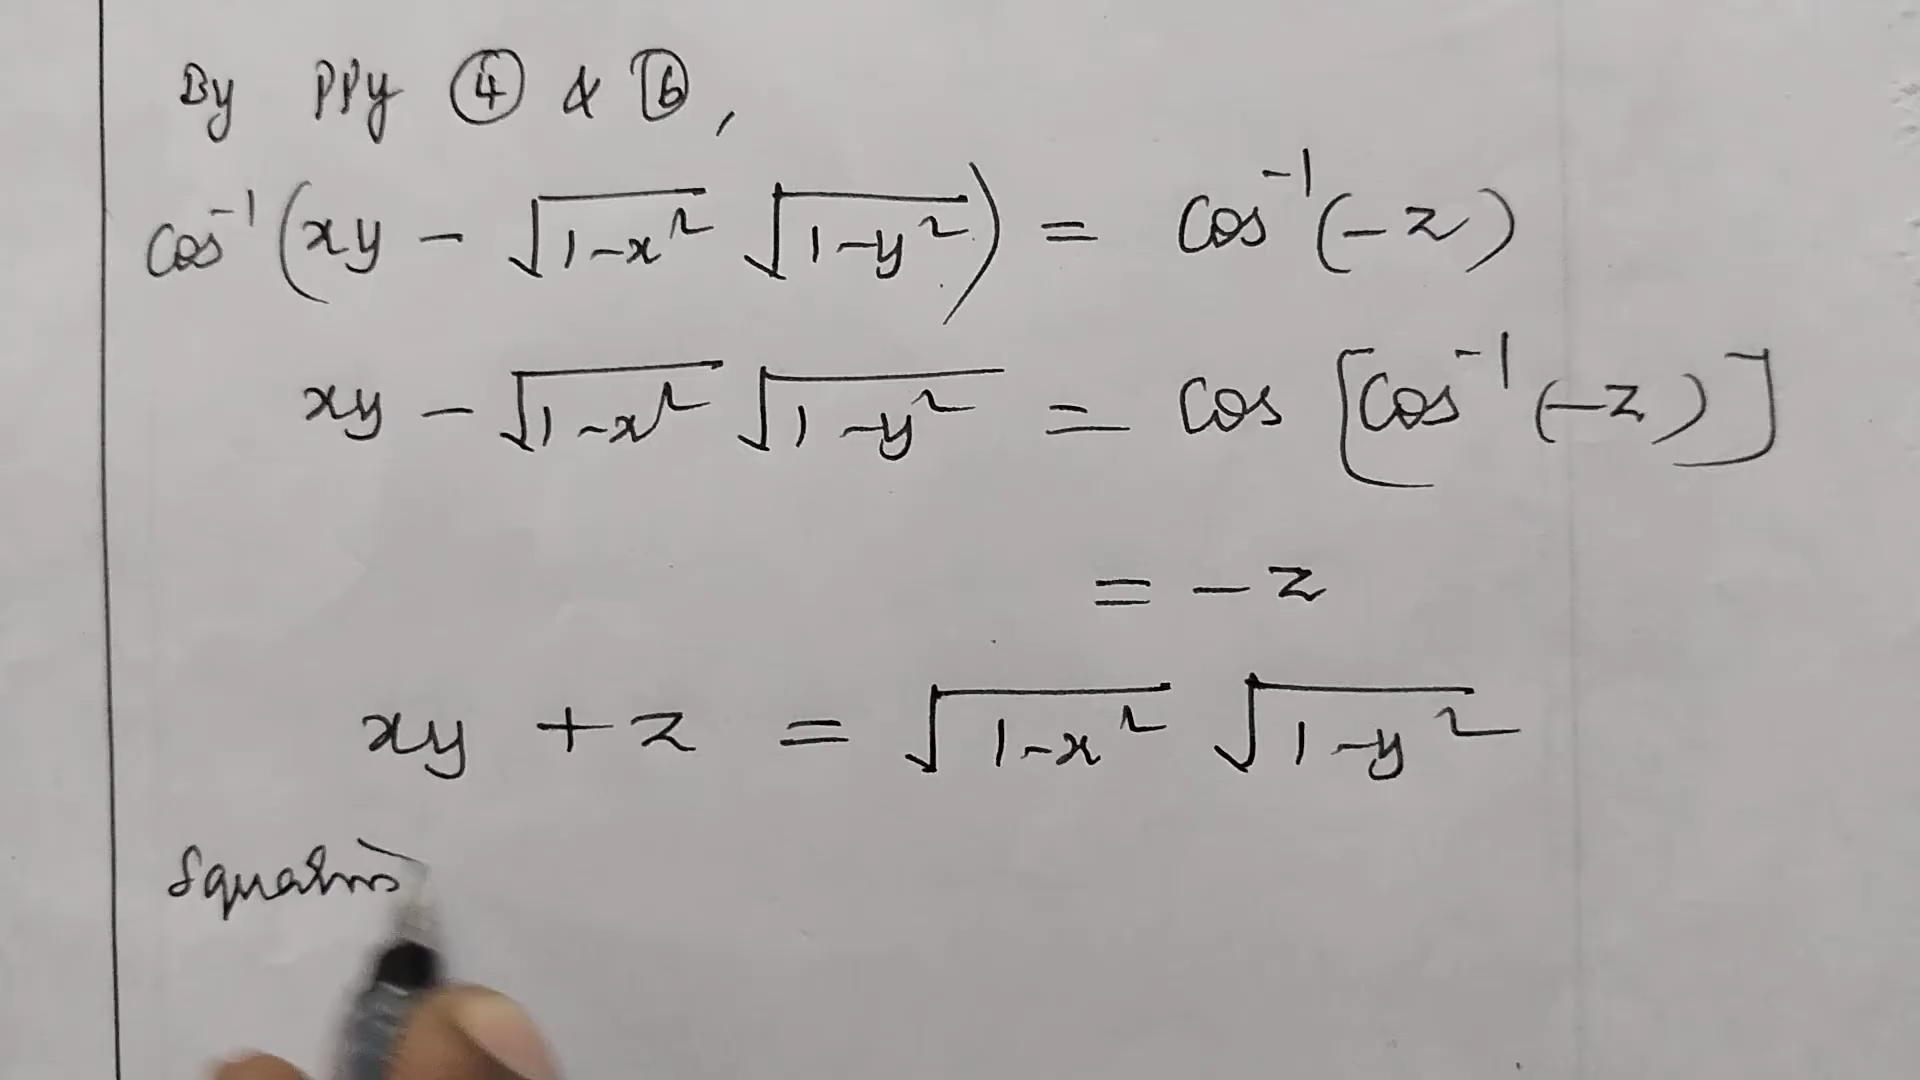 By PPy ④ & ⑥,
cos⁻¹(xy - √1-x² √1-y²) = cos⁻¹(-z)
xy - √1-x² √1-y² = cos [cos⁻¹(-z)]
= -z
xy + z = √1-x² √1-y²